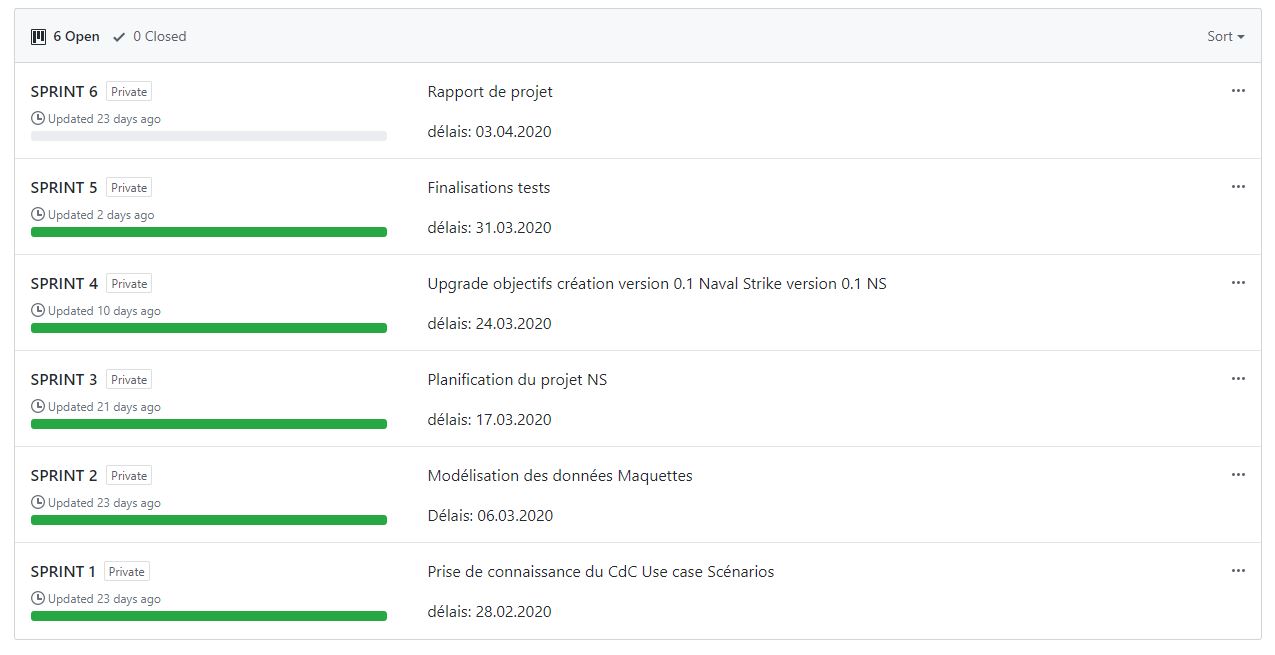 6 Open 0 Closed Sort
SPRINT 6 Private Rapport de projet
Updated 23 days ago
délais: 03.04.2020
SPRINT 5 Private Finalisations tests
Updated 2 days ago
délais: 31.03.2020
SPRINT 4 Private Upgrade objectifs création version 0.1 Naval Strike version 0.1 NS
Updated 10 days ago
délais: 24.03.2020
SPRINT 3 Private Planification du projet NS
Updated 21 days ago
délais: 17.03.2020
SPRINT 2 Private Modélisation des données Maquettes
Updated 23 days ago
Délais: 06.03.2020
SPRINT 1 Private Prise de connaissance du CdC Use case Scénarios
Updated 23 days ago
délais: 28.02.2020